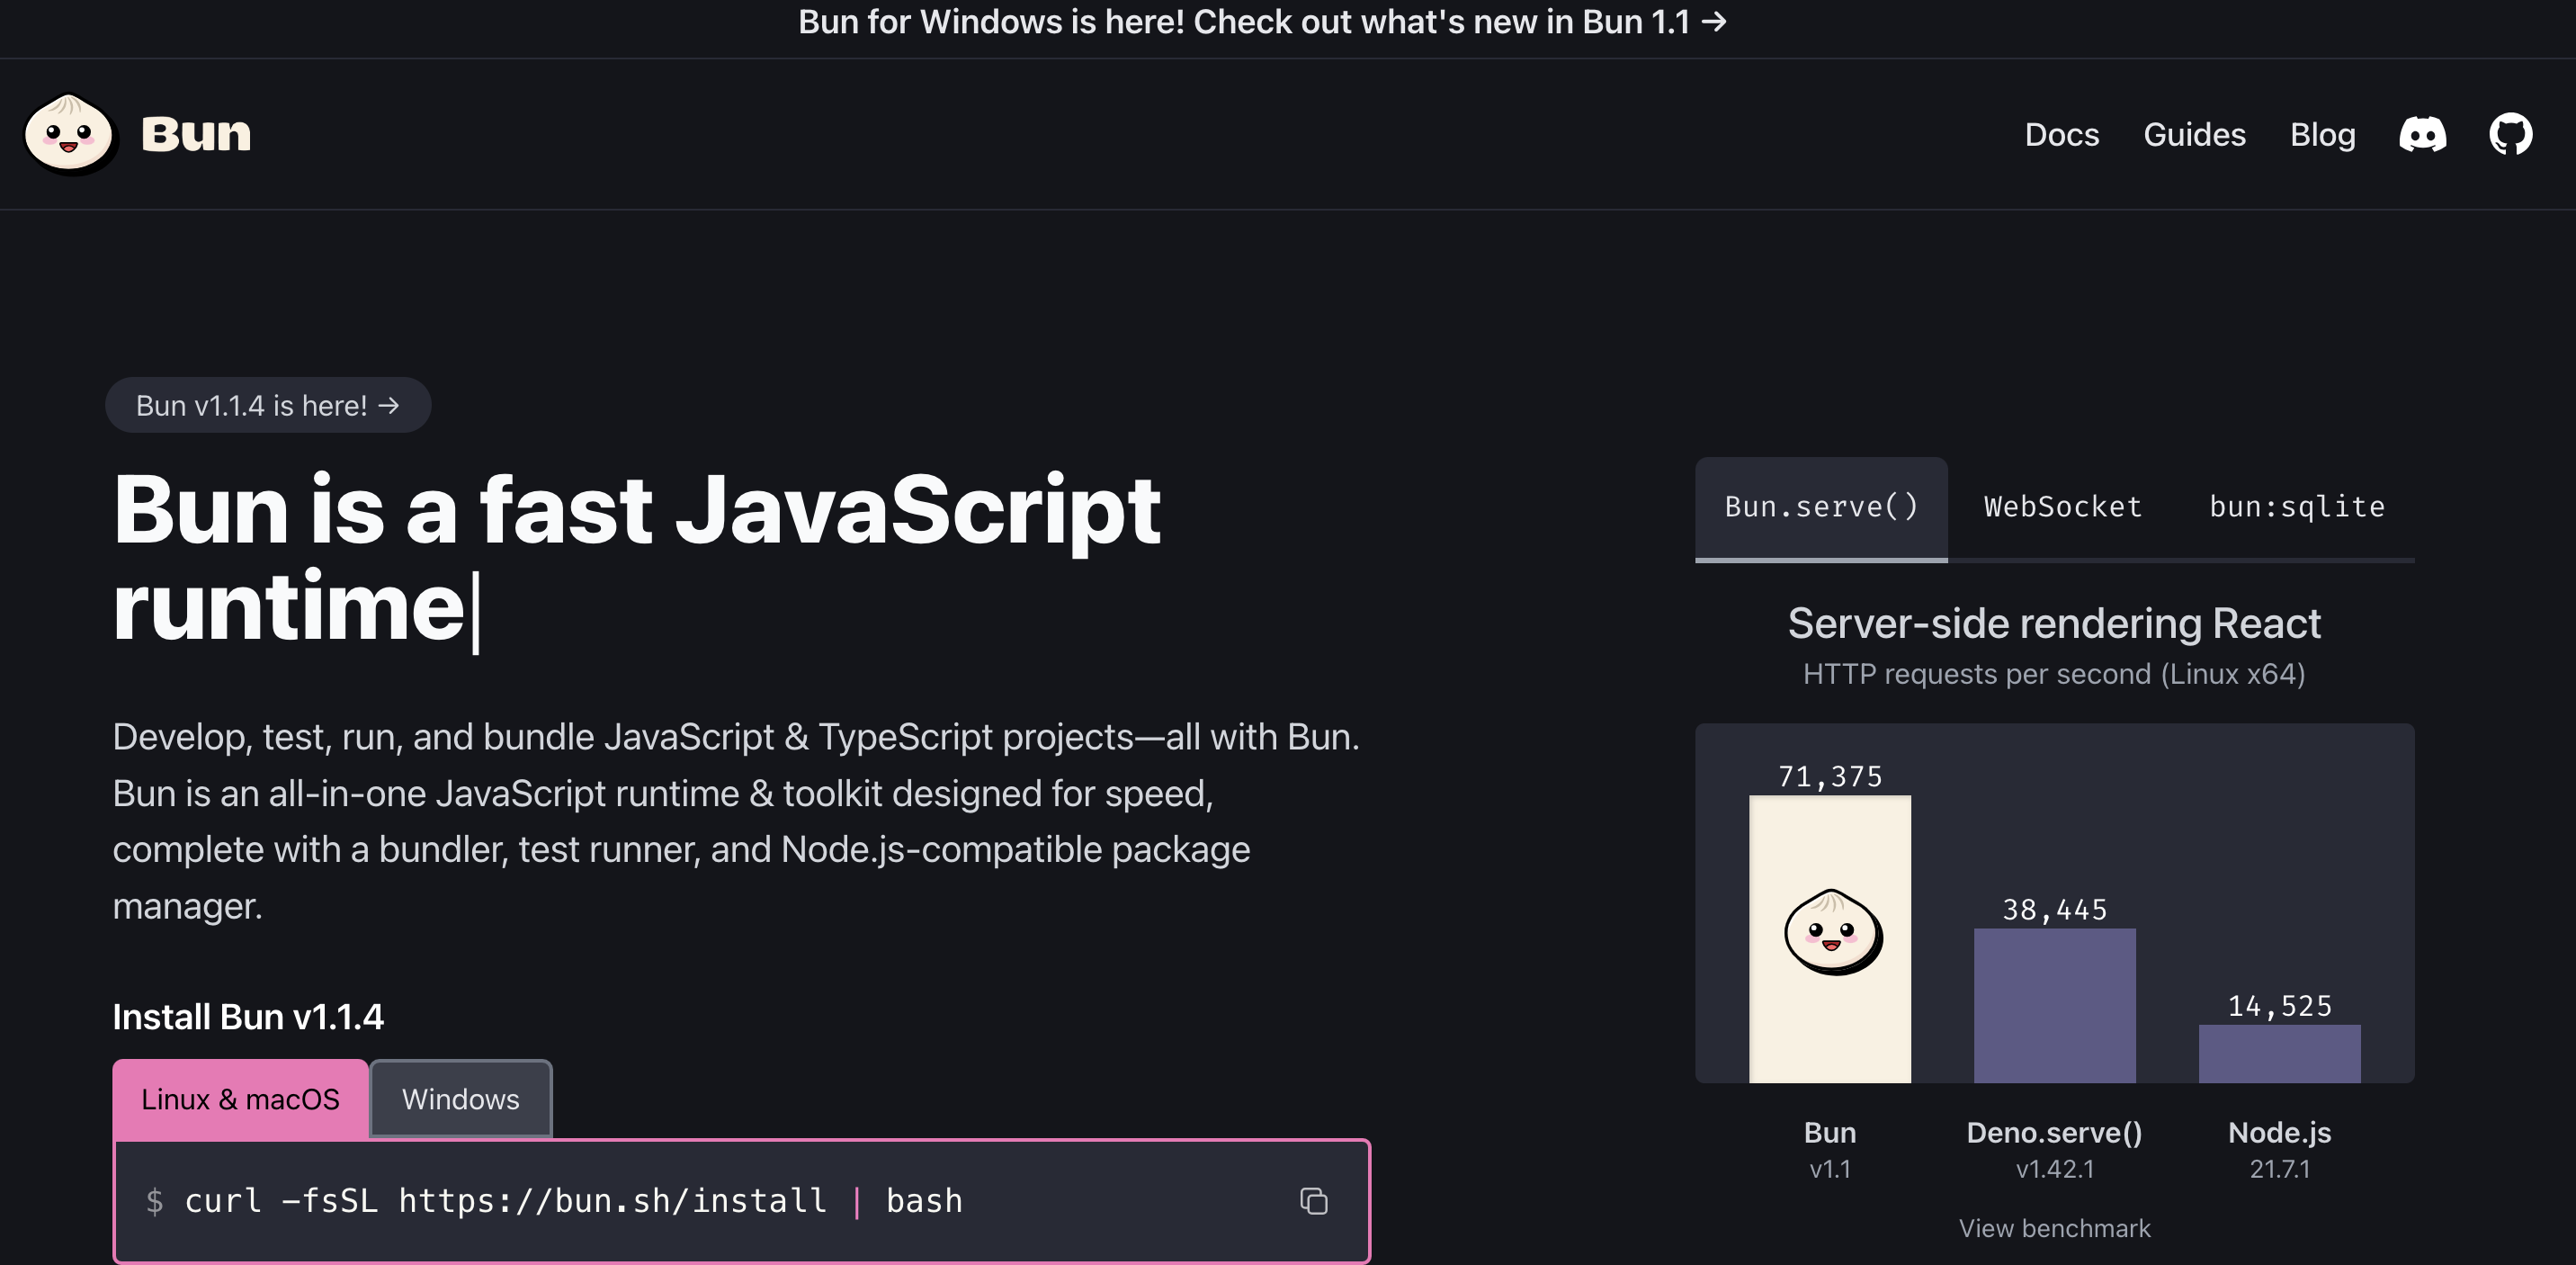 Bun for Windows is here! Check out what's new in Bun 1.1 →
Bun
Docs Guides Blog
Bun v1.1.4 is here! →
Bun is a fast JavaScript
runtime
Develop, test, run, and bundle JavaScript & TypeScript projects—all with Bun.
Bun is an all-in-one JavaScript runtime & toolkit designed for speed,
complete with a bundler, test runner, and Node.js-compatible package
manager.
Install Bun v1.1.4
Linux & macOS Windows
$ curl -fsSL https://bun.sh/install | bash
Bun.serve() WebSocket bun:sqlite
Server-side rendering React
HTTP requests per second (Linux x64)
71,375
38,445
14,525
Bun Deno.serve() Node.js
v1.1 v1.42.1 21.7.1
View benchmark